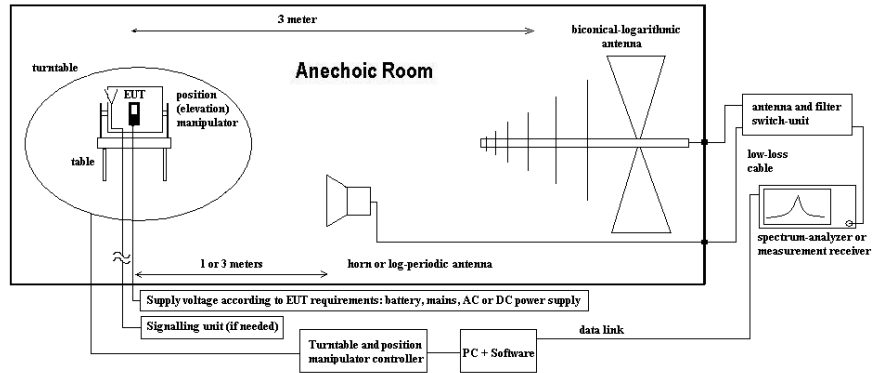 3 meter
biconical-logarithmic
antenna
turntable
Anechoic Room
EUT
position
(elevation)
manipulator
antenna and filter
switch-unit
table
low-loss
cable
spectrum-analyzer or
measurement receiver
1 or 3 meters
horn or log-periodic antenna
Supply voltage according to EUT requirements: battery, mains, AC or DC power supply
Signalling unit (if needed)
data link
Turntable and position
manipulator controller
PC + Software